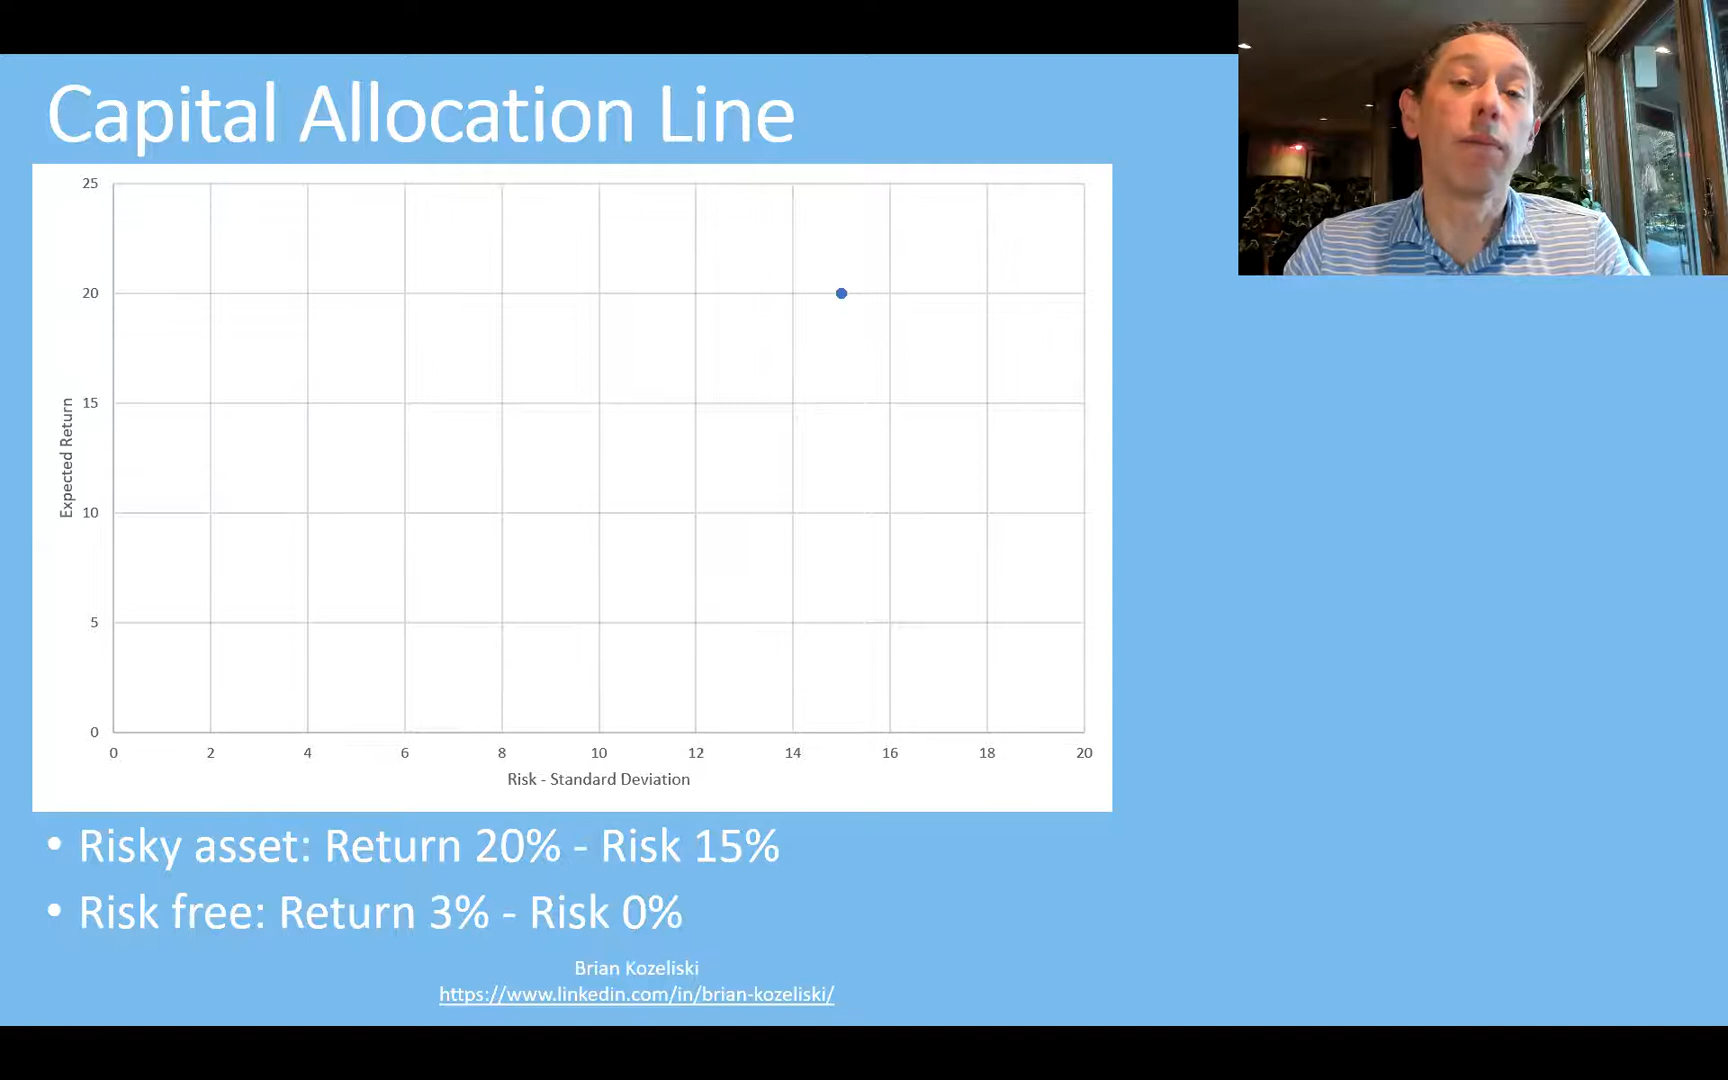 Capital Allocation Line
25
20
15
10
5
0
Expected Return
0 2 4 6 8 10 12 14 16 18 20
Risk - Standard Deviation
• Risky asset: Return 20% - Risk 15%
• Risk free: Return 3% - Risk 0%
Brian Kozeliski
https://www.linkedin.com/in/brian-kozeliski/